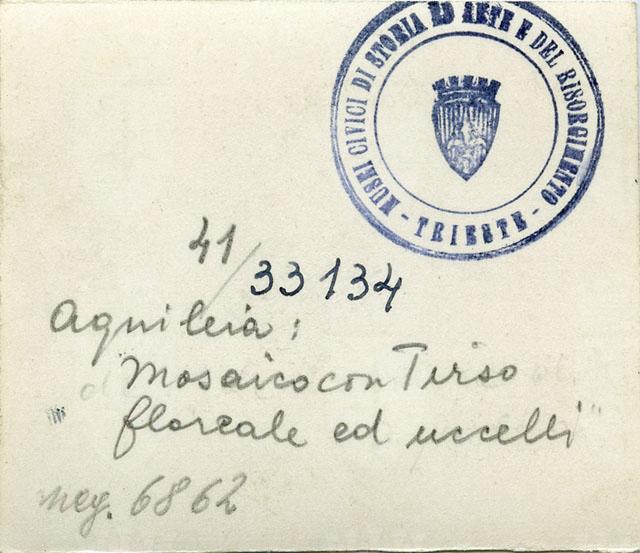 MUSEI CIVICI DI STORIA ED ARTE E DEL RISORGIMENTO
- TRIESTE -
41/33134
Aquileia:
"Mosaico con Tirso
floreale ed uccelli"
neg. 6862